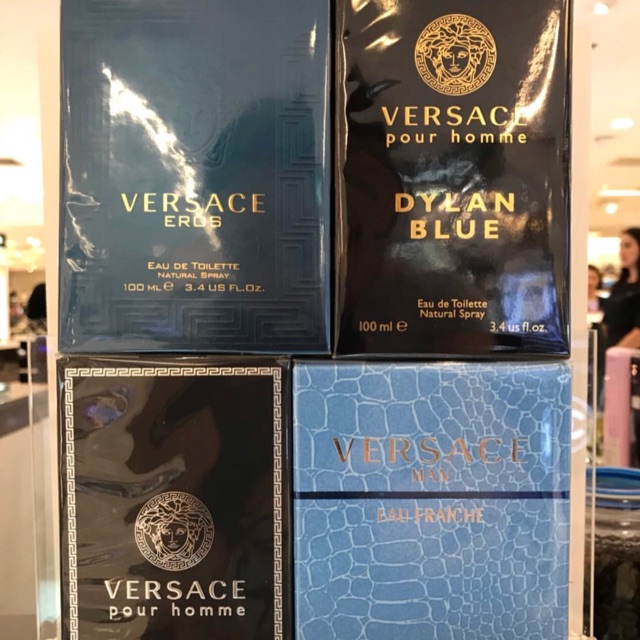 VERSACE
EROS
EAU DE TOILETTE
NATURAL SPRAY
100 ML℮ 3.4 US FL.OZ.
VERSACE
pour homme
DYLAN
BLUE
Eau de Toilette
Natural Spray
100 ml ℮ 3.4 us fl.oz.
VERSACE
pour homme
VERSACE
MAN
EAU FRAÎCHE